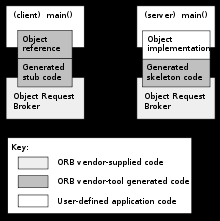 (client) main()
Object
reference
Generated
stub code
Object Request
Broker
(server) main()
Object
implementation
Generated
skeleton code
Object Request
Broker
Key:
ORB vendor-supplied code
ORB vendor-tool generated code
User-defined application code